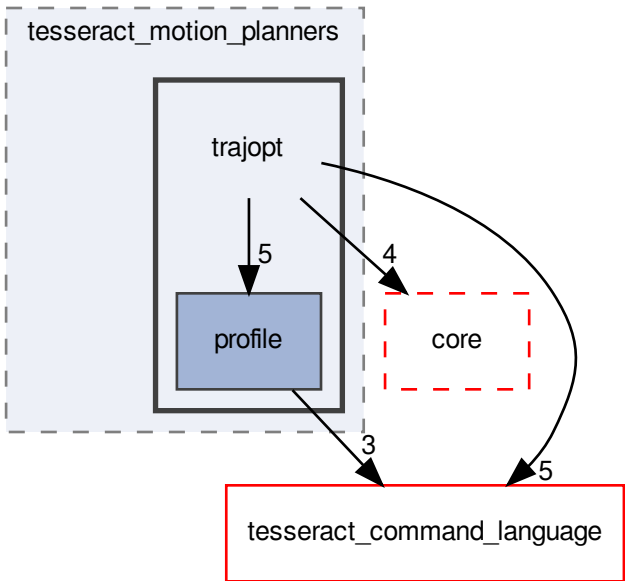 tesseract_motion_planners
trajopt
5
4
profile
core
3
5
tesseract_command_language